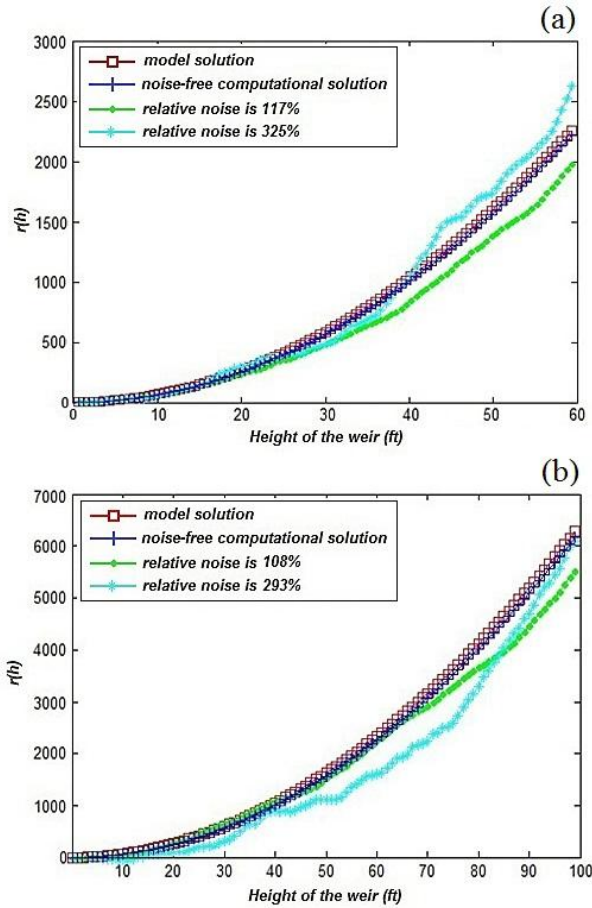 (a)
3000
2500
2000
1500
1000
500
0
r(h)
model solution
noise-free computational solution
relative noise is 117%
relative noise is 325%
0 10 20 30 40 50 60
Height of the weir (ft)
(b)
7000
6000
5000
4000
3000
2000
1000
0
r(h)
model solution
noise-free computational solution
relative noise is 108%
relative noise is 293%
0 10 20 30 40 50 60 70 80 90 100
Height of the weir (ft)